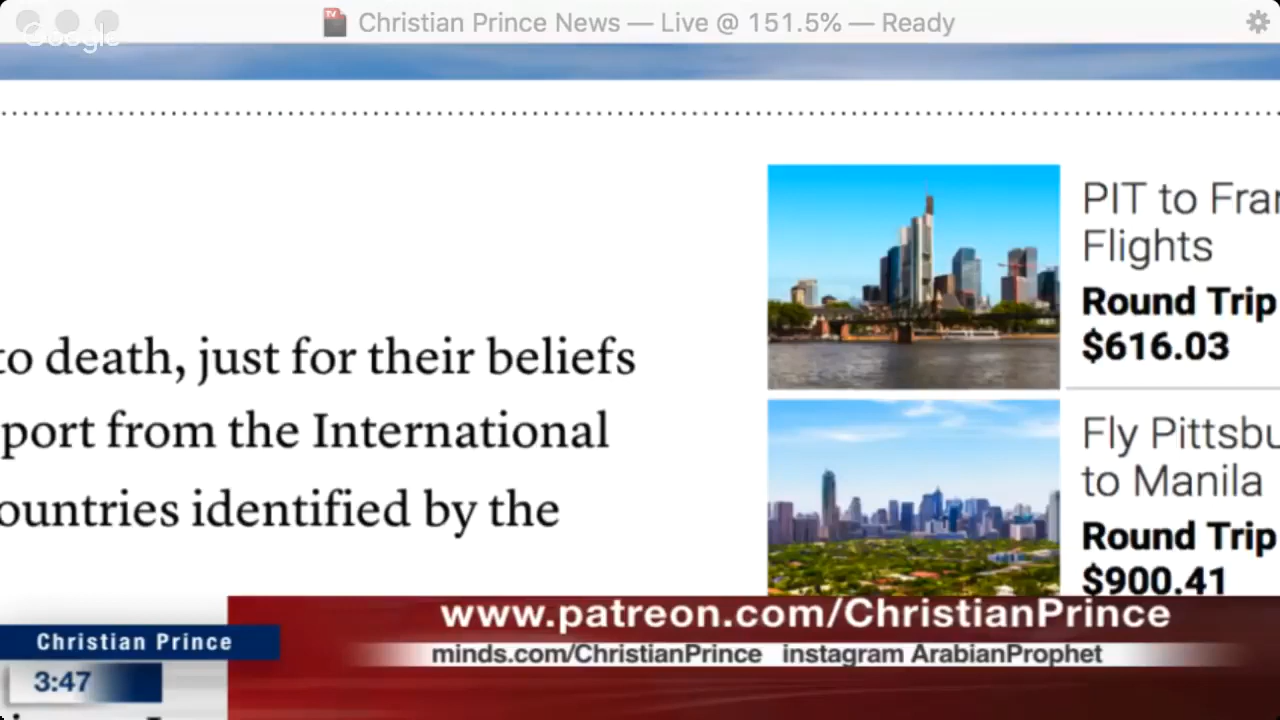 Google
TV
Christian Prince News — Live @ 151.5% — Ready
PIT to
Flights
Round Trip
$616.03
to death, just for their beliefs
port from the International
ountries identified by the
Fly
to Manila
Round Trip
$900.41
www.patreon.com/ChristianPrince
minds.com/ChristianPrince instagram ArabianProphet
Christian Prince
3:47